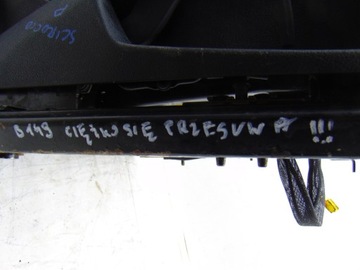 SCIROCCO
P
B149 CIĘŻKO SIĘ PRZESUWA !!!